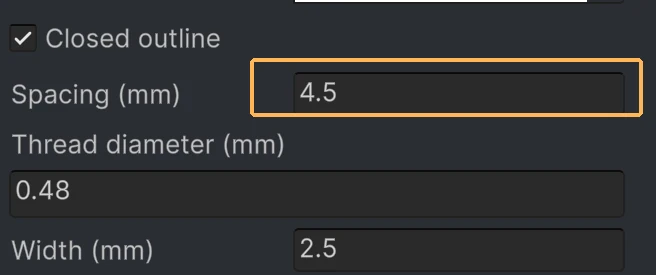 Closed outline
Spacing (mm) 4.5
Thread diameter (mm)
0.48
Width (mm) 2.5